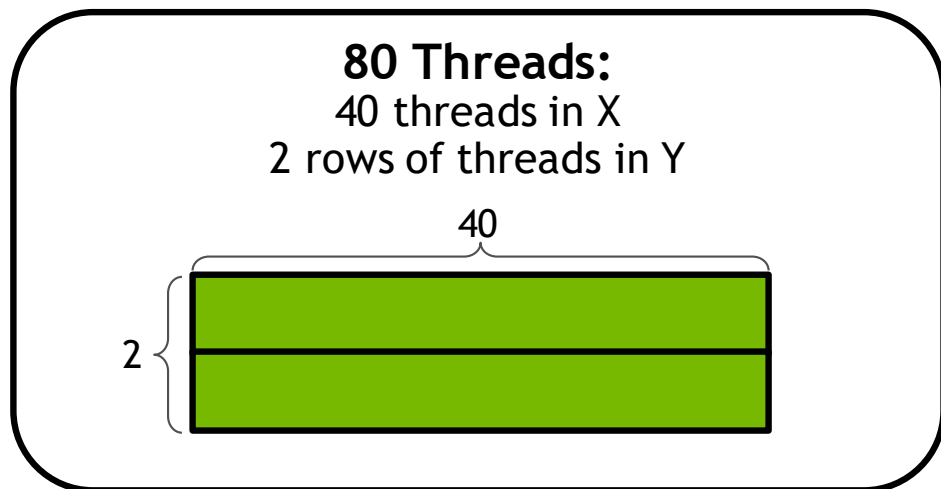 80 Threads:
40 threads in X
2 rows of threads in Y
40
2